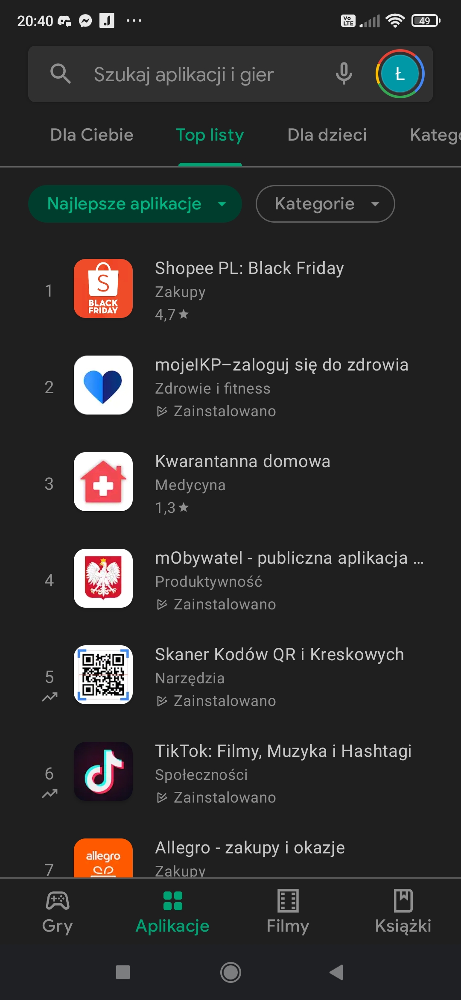 20:40
Vo LTE
49
Szukaj aplikacji i gier
Ł
Dla Ciebie Top listy Dla dzieci Katego
Najlepsze aplikacje Kategorie
1
S
BLACK
FRIDAY
Shopee PL: Black Friday
Zakupy
4,7★
2
mojeIKP–zaloguj się do zdrowia
Zdrowie i fitness
Zainstalowano
3
Kwarantanna domowa
Medycyna
1,3★
4
mObywatel - publiczna aplikacja ...
Produktywność
Zainstalowano
5
Skaner Kodów QR i Kreskowych
Narzędzia
Zainstalowano
6
TikTok: Filmy, Muzyka i Hashtagi
Społeczności
Zainstalowano
7
allegro
Allegro - zakupy i okazje
Zakupy
Gry Aplikacje Filmy Książki